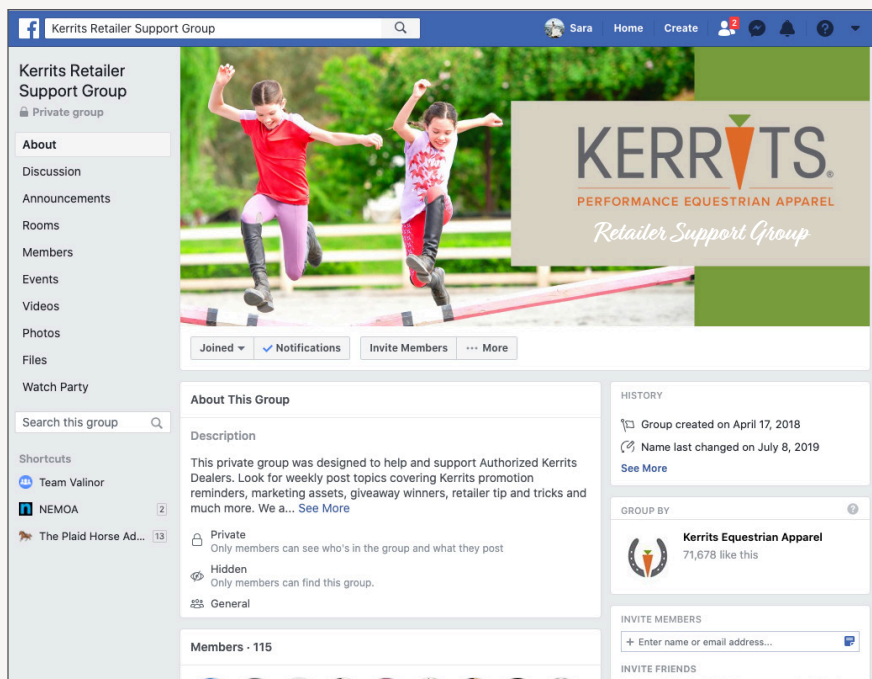 Kerrits Retailer Support Group
Sara
Home
Create
2
Kerrits Retailer
Support Group
Private group
About
Discussion
Announcements
Rooms
Members
Events
Videos
Photos
Files
Watch Party
Search this group
Shortcuts
Team Valinor
NEMOA 2
The Plaid Horse Ad... 13
KERRITS®
PERFORMANCE EQUESTRIAN APPAREL
Retailer Support Group
Joined
Notifications
Invite Members
••• More
About This Group
Description
This private group was designed to help and support Authorized Kerrits
Dealers. Look for weekly post topics covering Kerrits promotion
reminders, marketing assets, giveaway winners, retailer tip and tricks and
much more. We a... See More
Private
Only members can see who's in the group and what they post
Hidden
Only members can find this group.
General
Members · 115
HISTORY
Group created on April 17, 2018
Name last changed on July 8, 2019
See More
GROUP BY
Kerrits Equestrian Apparel
71,678 like this
INVITE MEMBERS
+ Enter name or email address...
INVITE FRIENDS